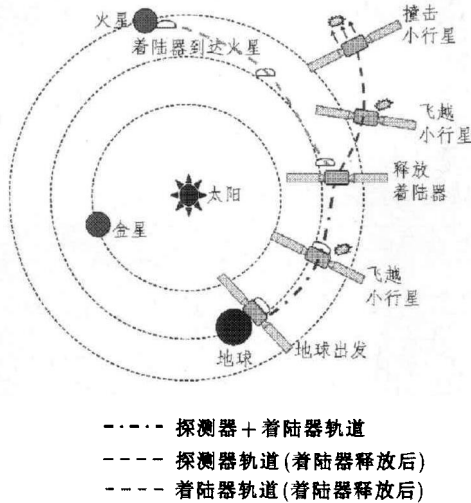 火星
着陆器到达火星
撞击
小行星
飞越
小行星
释放
着陆器
太阳
金星
飞越
小行星
地球
地球出发
探测器＋着陆器轨道
探测器轨道(着陆器释放后)
着陆器轨道(着陆器释放后)